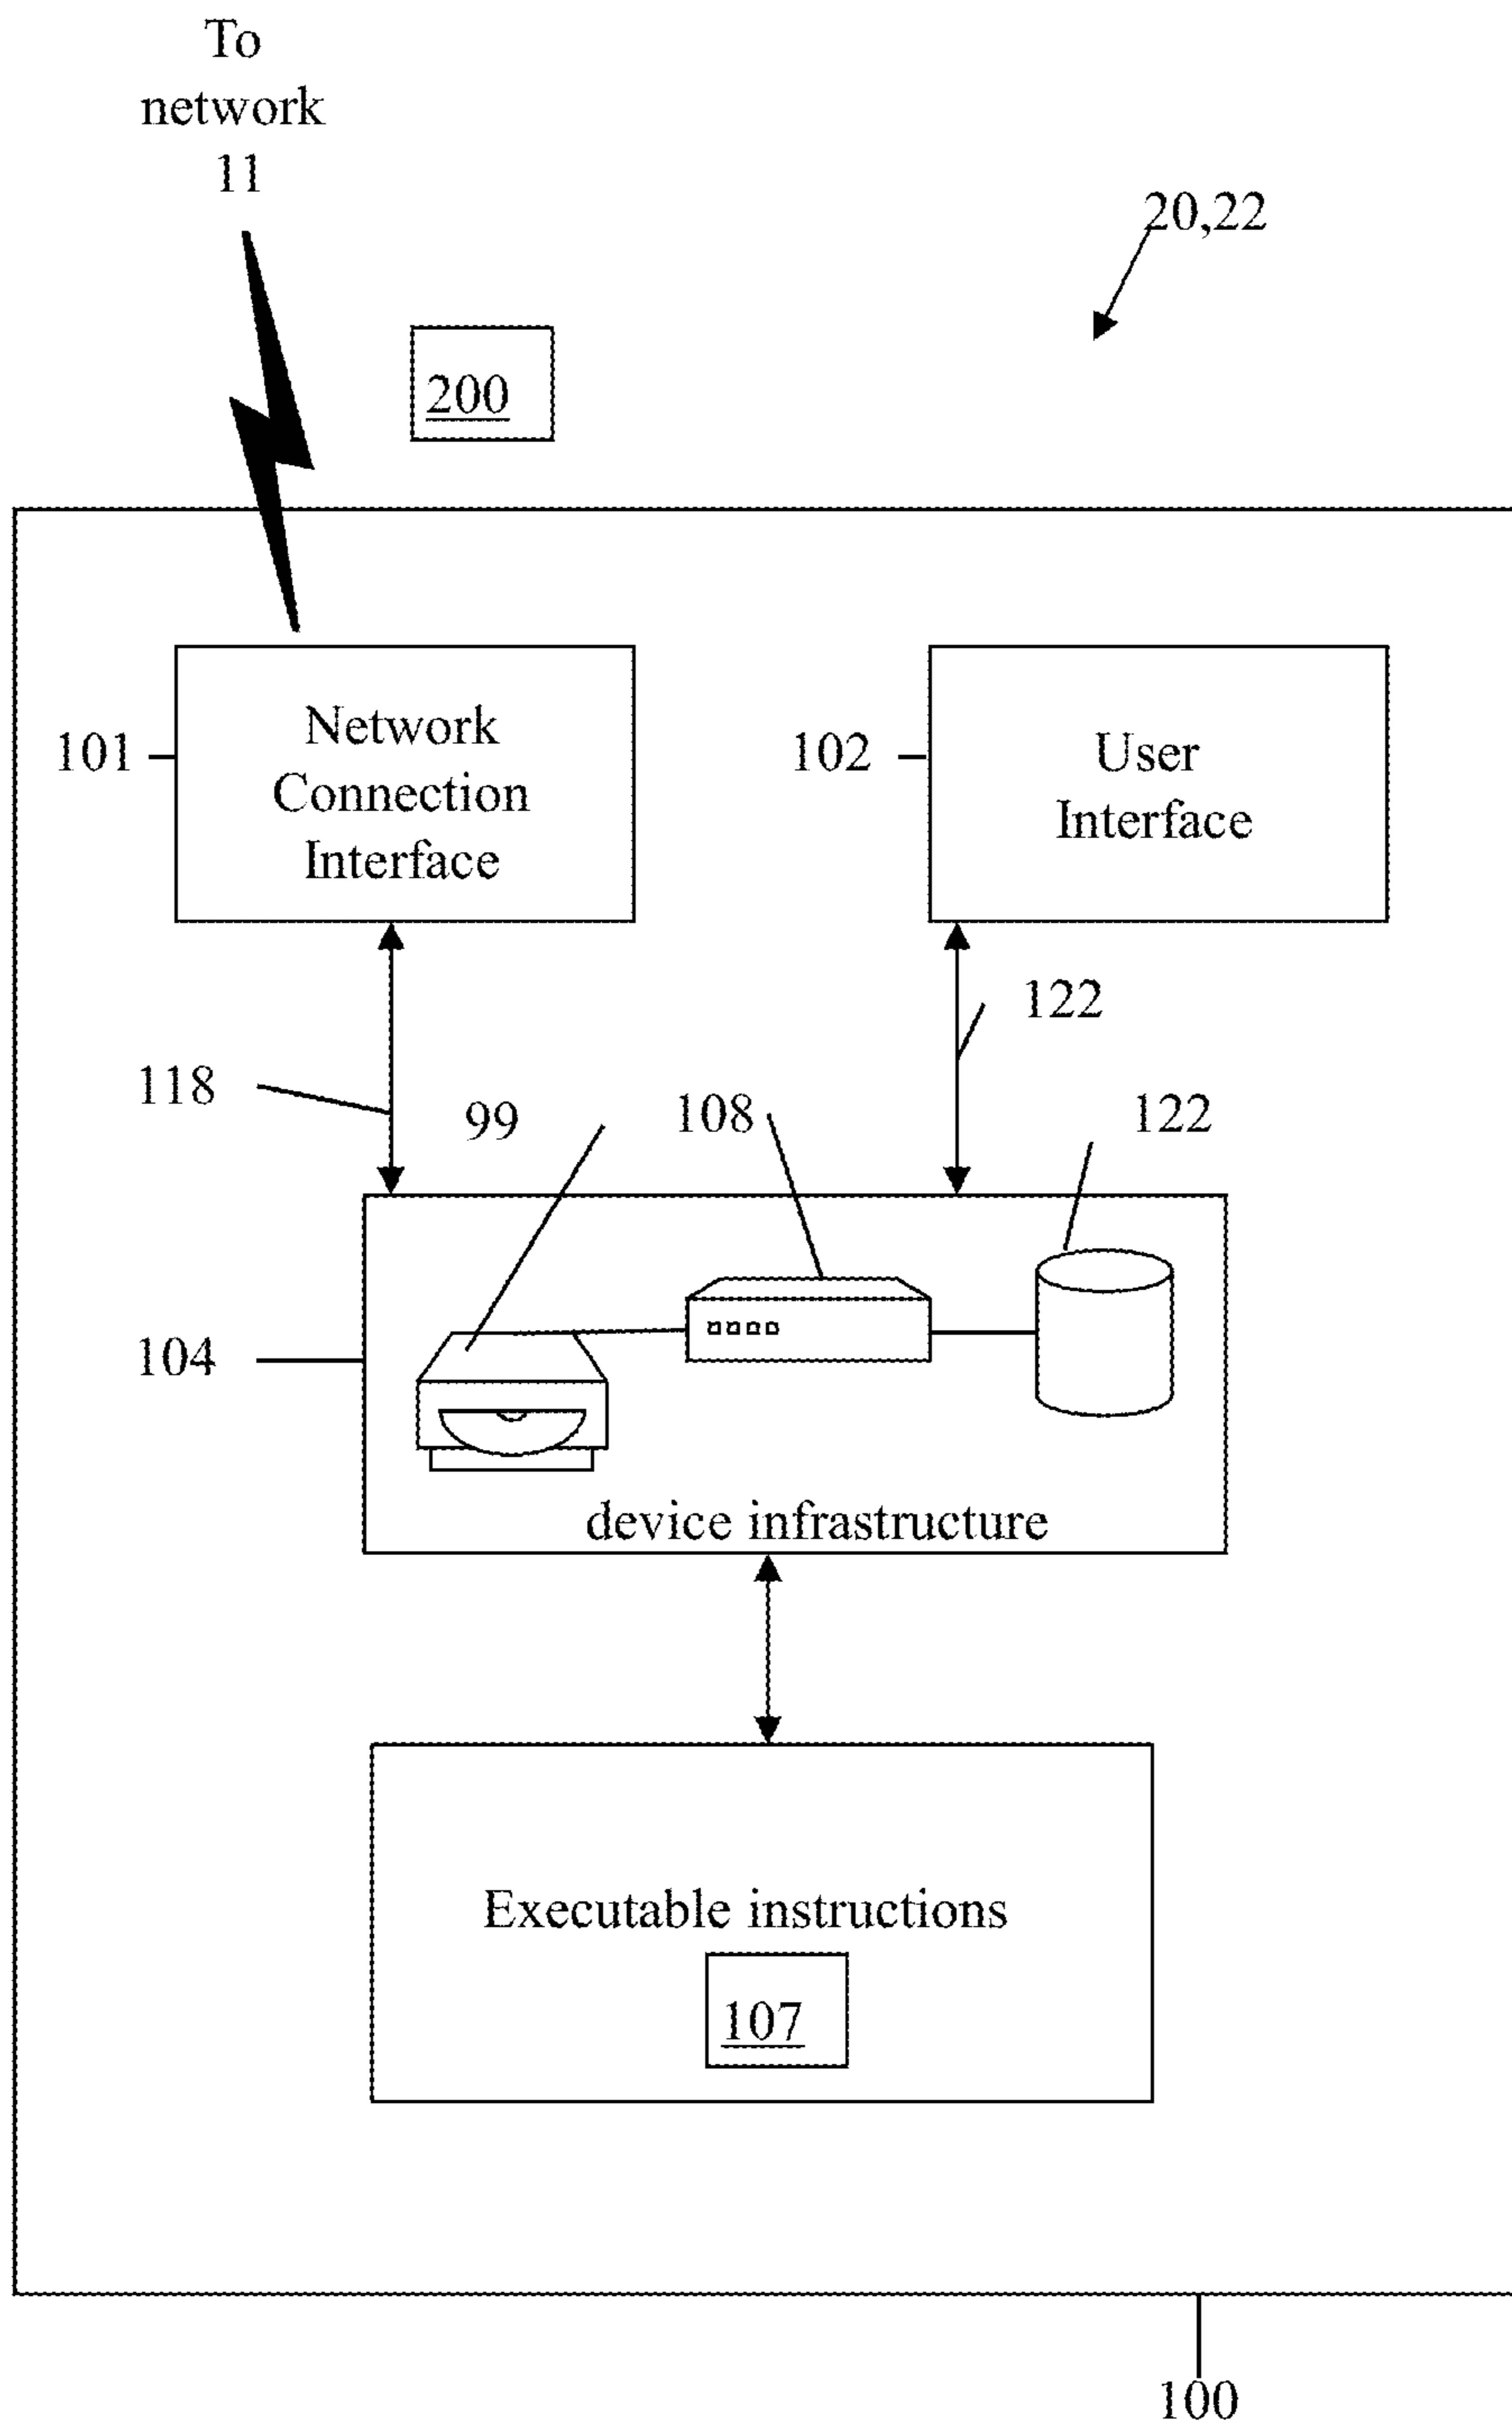 To
network
11
20,22
200
Network
Connection
Interface
101
User
Interface
102
122
118
99
108
122
104
device infrastructure
Executable instructions
107
100